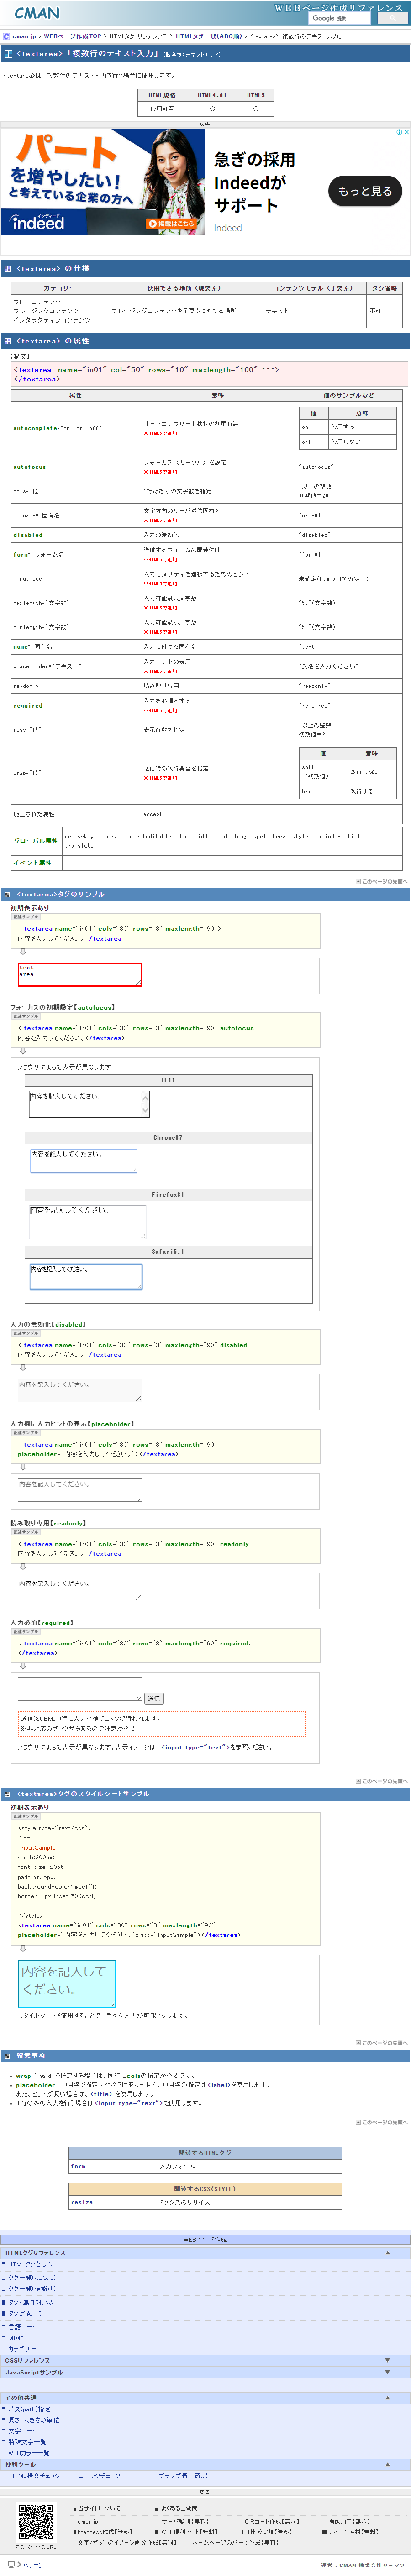 CMAN
WEBページ作成リファレンス
Google 提供
cman.jp > WEBページ作成TOP > HTMLタグ・リファレンス > HTMLタグ一覧(ABC順) > <textarea>「複数行のテキスト入力」
<textarea>「複数行のテキスト入力」 [読み方：テキストエリア]
<textarea>は、複数行のテキスト入力を行う場合に使用します。
HTML規格 HTML4.01 HTML5
使用可否 ○ ○
広告
パートを増やしたい！
と考えている企業の方へ
インディード
indeed
掲載はこちら
急ぎの採用
Indeedが
サポート
Indeed
もっと見る
<textarea> の仕様
カテゴリー 使用できる場所（親要素） コンテンツモデル（子要素） タグ省略
フローコンテンツ
フレージングコンテンツ
インタラクティブコンテンツ
フレージングコンテンツを子要素にもてる場所 テキスト 不可
<textarea> の属性
【構文】
<textarea name="in01" col="50" rows="10" maxlength="100" ･･･>
</textarea>
属性 意味 値のサンプルなど
autocomplete="on" or "off" オートコンプリート機能の利用有無
※HTML5で追加
値 意味
on 使用する
off 使用しない
autofocus フォーカス（カーソル）を設定 "autofocus"
※HTML5で追加
cols="値" 1行あたりの文字数を指定 1以上の整数
初期値＝20
dirname="固有名" 文字方向のサーバ送信固有名 "name01"
※HTML5で追加
disabled 入力の無効化 "disabled"
form="フォーム名" 送信するフォームの関連付け "form01"
※HTML5で追加
inputmode 入力モダリティを選択するためのヒント 未確定(html5.1で確定？)
※HTML5で追加
maxlength="文字数" 入力可能最大文字数 "50"(文字数)
※HTML5で追加
minlength="文字数" 入力可能最小文字数 "50"(文字数)
※HTML5で追加
name="固有名" 入力に付ける固有名 "text1"
placeholder="テキスト" 入力ヒントの表示 "氏名を入力ください"
※HTML5で追加
readonly 読み取り専用 "readonly"
required 入力を必須とする "required"
※HTML5で追加
rows="値" 表示行数を指定 1以上の整数
初期値＝2
wrap="値" 送信時の改行要否を指定
※HTML5で追加
値 意味
soft
（初期値） 改行しない
hard 改行する
廃止された属性 accept
グローバル属性 accesskey class contenteditable dir hidden id lang spellcheck style tabindex title
translate
イベント属性
このページの先頭へ
<textarea>タグのサンプル
初期表示あり
記述サンプル
< textarea name="in01" cols="30" rows="3" maxlength="90">
内容を入力してください。</textarea>
text
area
フォーカスの初期設定【autofocus】
記述サンプル
< textarea name="in01" cols="30" rows="3" maxlength="90" autofocus>
内容を入力してください。</textarea>
ブラウザによって表示が異なります
IE11
内容を記入してください。
Chrome37
内容を記入してください。
Firefox31
内容を記入してください。
Safari5.1
内容を記入してください。
入力の無効化【disabled】
記述サンプル
< textarea name="in01" cols="30" rows="3" maxlength="90" disabled>
内容を入力してください。</textarea>
内容を記入してください。
入力欄に入力ヒントの表示【placeholder】
記述サンプル
< textarea name="in01" cols="30" rows="3" maxlength="90"
placeholder="内容を入力してください。"></textarea>
内容を記入してください。
読み取り専用【readonly】
記述サンプル
< textarea name="in01" cols="30" rows="3" maxlength="90" readonly>
内容を入力してください。</textarea>
内容を記入してください。
入力必須【required】
記述サンプル
< textarea name="in01" cols="30" rows="3" maxlength="90" required>
</textarea>
送信
送信(SUBMIT)時に入力必須チェックが行われます。
※非対応のブラウザもあるので注意が必要
ブラウザによって表示が異なります。表示イメージは、<input type="text">を参照ください。
このページの先頭へ
<textarea>タグのスタイルシートサンプル
初期表示あり
記述サンプル
<style type="text/css">
<!--
.inputSample {
width:200px;
font-size: 20pt;
padding: 5px;
background-color: #ccffff;
border: 3px inset #00ccff;
-->
</style>
<textarea name="in01" cols="30" rows="3" maxlength="90"
placeholder="内容を入力してください。"class="inputSample"></textarea>
内容を記入して
ください。
スタイルシートを使用することで、色々な入力が可能となります。
このページの先頭へ
留意事項
wrap="hard"を指定する場合は、同時にcolsの指定が必要です。
placeholderに項目名を指定すべきではありません。項目名の指定は<label>を使用します。
また、ヒントが長い場合は、<title> を使用します。
１行のみの入力を行う場合は<input type="text">を使用します。
このページの先頭へ
関連するHTMLタグ
form 入力フォーム
関連するCSS(STYLE)
resize ボックスのリサイズ
WEBページ作成
HTMLタグリファレンス ▲
HTMLタグとは？
タグ一覧(ABC順)
タグ一覧(機能別)
タグ・属性対応表
タグ定義一覧
言語コード
MIME
カテゴリー
CSSリファレンス ▼
JavaScriptサンプル ▼
その他共通 ▲
パス(path)指定
長さ・大きさの単位
文字コード
特殊文字一覧
WEBカラー一覧
便利ツール ▲
HTML構文チェック リンクチェック ブラウザ表示確認
広告
このページのURL
当サイトについて よくあるご質問
cman.jp サーバ監視【無料】 QRコード作成【無料】 画像加工【無料】
htaccess作成【無料】 WEB便利ノート【無料】 IT比較実験【無料】 アイコン素材【無料】
文字/ボタンのイメージ画像作成【無料】 ホームページのパーツ作成【無料】
パソコン
運営：CMAN 株式会社シーマン